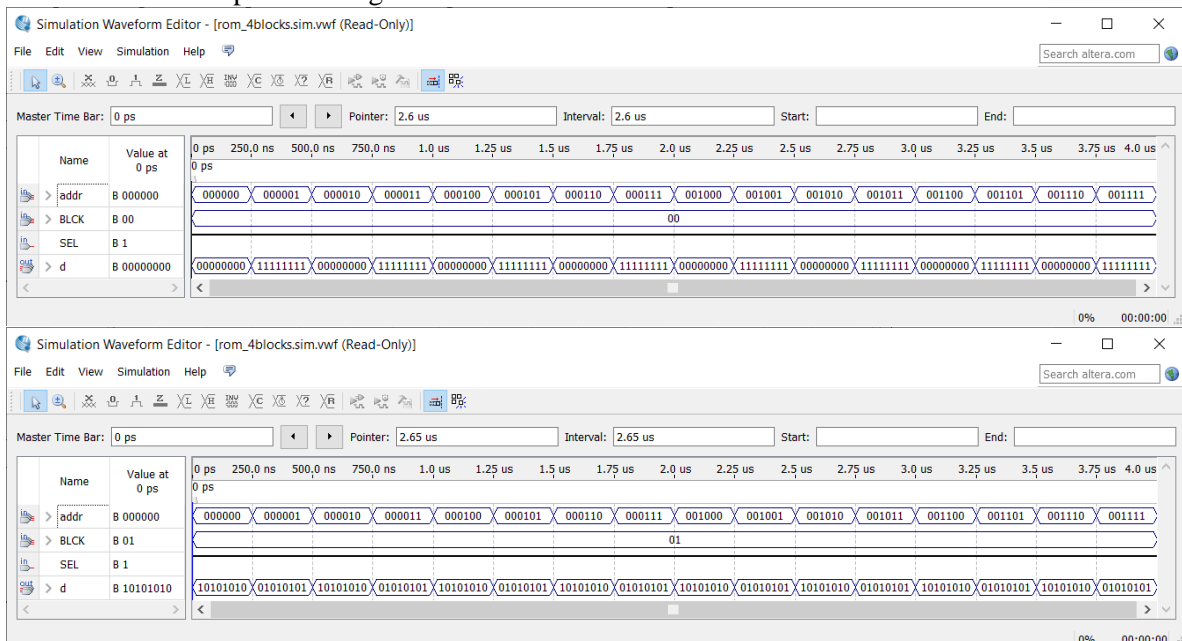 Simulation Waveform Editor - [rom_4blocks.sim.vwf (Read-Only)]
File Edit View Simulation Help
Search altera.com
Master Time Bar: 0 ps Pointer: 2.6 us Interval: 2.6 us Start: End:
Name Value at 0 ps 0 ps 250.0 ns 500.0 ns 750.0 ns 1.0 us 1.25 us 1.5 us 1.75 us 2.0 us 2.25 us 2.5 us 2.75 us 3.0 us 3.25 us 3.5 us 3.75 us 4.0 us
0 ps
addr B 000000 000000 000001 000010 000011 000100 000101 000110 000111 001000 001001 001010 001011 001100 001101 001110 001111
BLCK B 00 00
SEL B 1
d B 00000000 00000000 11111111 00000000 11111111 00000000 11111111 00000000 11111111 00000000 11111111 00000000 11111111 00000000 11111111 00000000 11111111
0% 00:00:00
Simulation Waveform Editor - [rom_4blocks.sim.vwf (Read-Only)]
File Edit View Simulation Help
Search altera.com
Master Time Bar: 0 ps Pointer: 2.65 us Interval: 2.65 us Start: End:
Name Value at 0 ps 0 ps 250.0 ns 500.0 ns 750.0 ns 1.0 us 1.25 us 1.5 us 1.75 us 2.0 us 2.25 us 2.5 us 2.75 us 3.0 us 3.25 us 3.5 us 3.75 us 4.0 us
0 ps
addr B 000000 000000 000001 000010 000011 000100 000101 000110 000111 001000 001001 001010 001011 001100 001101 001110 001111
BLCK B 01 01
SEL B 1
d B 10101010 10101010 01010101 10101010 01010101 10101010 01010101 10101010 01010101 10101010 01010101 10101010 01010101 10101010 01010101 10101010 01010101
0% 00:00:00